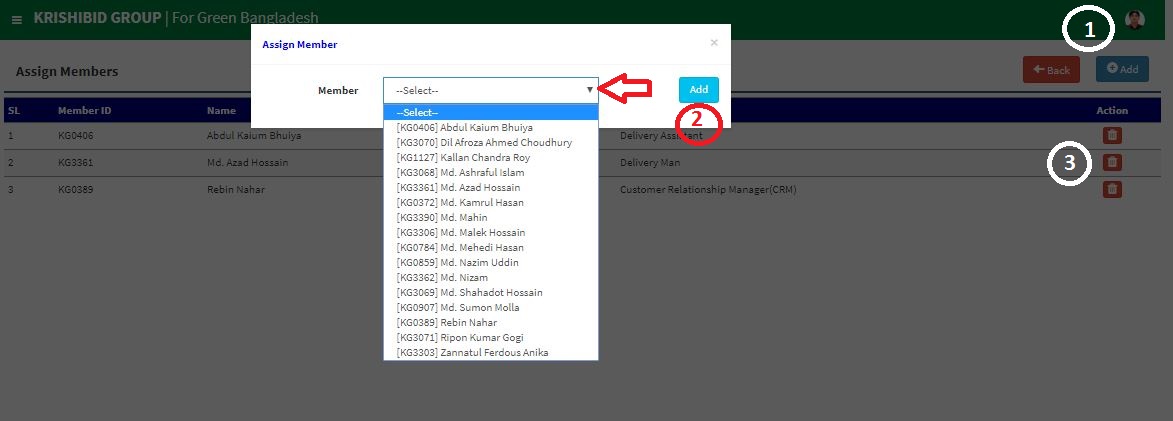 KRISHIBID GROUP | For Green Bangladesh
1
Assign Member ×
Assign Members Back Add
Member --Select-- Add
SL Member ID Name Action
--Select--
2
1 KG0406 Abdul Kaium Bhuiya [KG0406] Abdul Kaium Bhuiya Delivery Assistant
[KG3070] Dil Afroza Ahmed Choudhury
2 KG3361 Md. Azad Hossain [KG1127] Kallan Chandra Roy Delivery Man 3
[KG3068] Md. Ashraful Islam
3 KG0389 Rebin Nahar [KG3361] Md. Azad Hossain Customer Relationship Manager(CRM)
[KG0372] Md. Kamrul Hasan
[KG3390] Md. Mahin
[KG3306] Md. Malek Hossain
[KG0784] Md. Mehedi Hasan
[KG0859] Md. Nazim Uddin
[KG3362] Md. Nizam
[KG3069] Md. Shahadot Hossain
[KG0907] Md. Sumon Molla
[KG0389] Rebin Nahar
[KG3071] Ripon Kumar Gogi
[KG3303] Zannatul Ferdous Anika